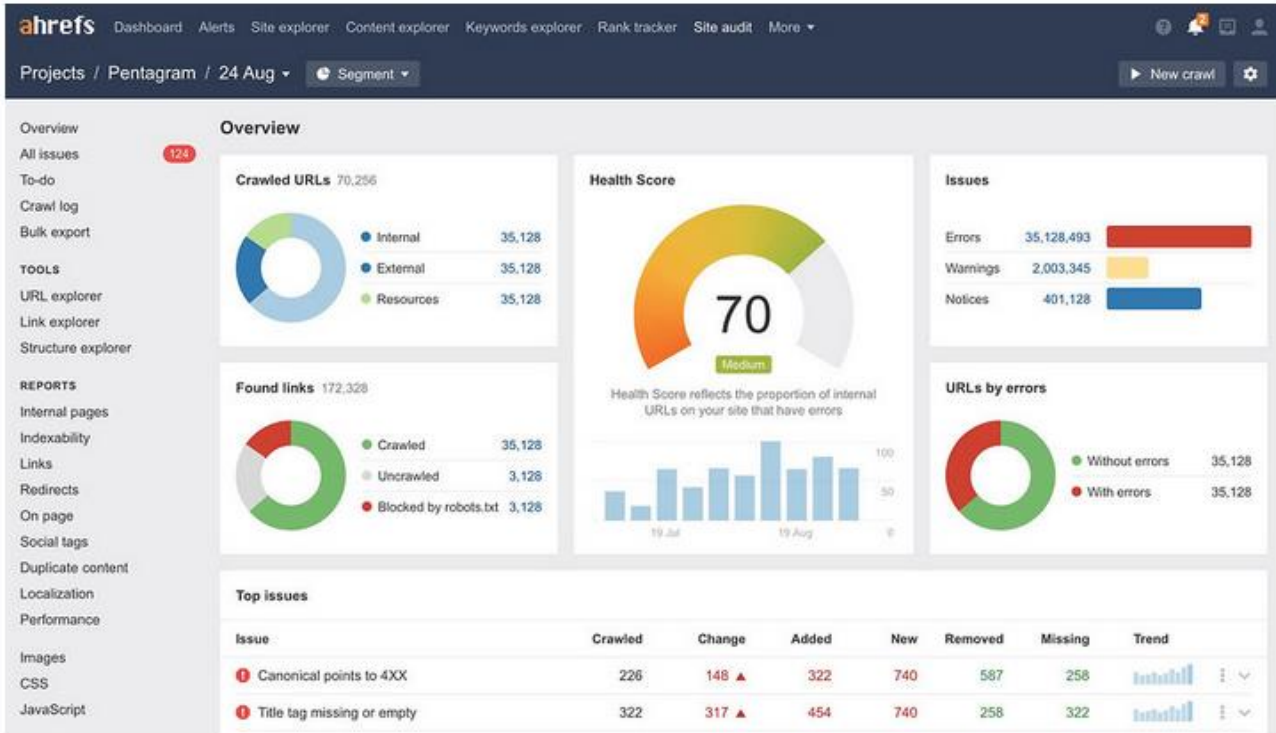 ahrefs Dashboard Alerts Site explorer Content explorer Keywords explorer Rank tracker Site audit More 2
Projects / Pentagram / 24 Aug Segment New crawl
Overview
All issues 124
To-do
Crawl log
Bulk export
TOOLS
URL explorer
Link explorer
Structure explorer
REPORTS
Internal pages
Indexability
Links
Redirects
On page
Social tags
Duplicate content
Localization
Performance
Images
CSS
JavaScript
Overview
Crawled URLs 70,256
Internal 35,128
External 35,128
Resources 35,128
Health Score
70
Medium
Health Score reflects the proportion of internal
URLs on your site that have errors
100
50
0
19 Jul 19 Aug
Issues
Errors 35,128,493
Warnings 2,003,345
Notices 401,128
Found links 172,328
Crawled 35,128
Uncrawled 3,128
Blocked by robots.txt 3,128
URLs by errors
Without errors 35,128
With errors 35,128
Top issues
Issue Crawled Change Added New Removed Missing Trend
Canonical points to 4XX 226 148 ▲ 322 740 587 258
Title tag missing or empty 322 317 ▲ 454 740 258 322